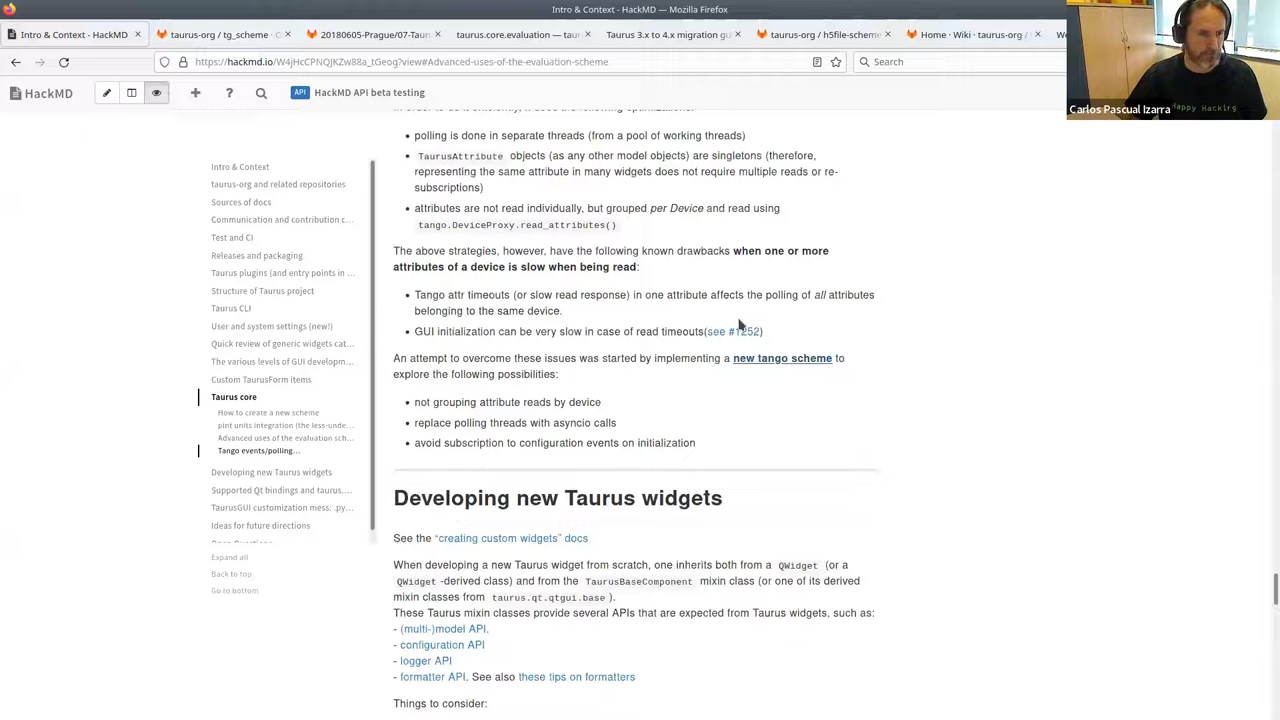 Intro & Context - HackMD — Mozilla Firefox
Intro & Context - HackMD
taurus-org / tg_scheme ·
20180605-Prague/07-Taur
taurus.core.evaluation — tau
Taurus 3.x to 4.x migration gu
taurus-org / h5file-scheme
Home · Wiki · taurus-org /
https://hackmd.io/W4jHcCPNQJKZw88a_tGeog?view#Advanced-uses-of-the-evaluation-scheme
Search
HackMD
API HackMD API beta testing
Carlos Pascual Izarra
Happy Hacking
Intro & Context
taurus-org and related repositories
Sources of docs
Communication and contribution c…
Test and CI
Releases and packaging
Taurus plugins (and entry points in …
Structure of Taurus project
Taurus CLI
User and system settings (new!)
Quick review of generic widgets cat…
The various levels of GUI developm…
Custom TaurusForm items
Taurus core
How to create a new scheme
pint units integration (the less-unde…
Advanced uses of the evaluation sch…
Tango events/polling…
Developing new Taurus widgets
Supported Qt bindings and taurus.…
TaurusGUI customization mess: .py…
Ideas for future directions
Open Questions
Expand all
Back to top
Go to bottom
• polling is done in separate threads (from a pool of working threads)
• TaurusAttribute objects (as any other model objects) are singletons (therefore,
representing the same attribute in many widgets does not require multiple reads or re-
subscriptions)
• attributes are not read individually, but grouped per Device and read using
tango.DeviceProxy.read_attributes()
The above strategies, however, have the following known drawbacks when one or more
attributes of a device is slow when being read:
• Tango attr timeouts (or slow read response) in one attribute affects the polling of all attributes
belonging to the same device.
• GUI initialization can be very slow in case of read timeouts(see #1252)
An attempt to overcome these issues was started by implementing a new tango scheme to
explore the following possibilities:
• not grouping attribute reads by device
• replace polling threads with asyncio calls
• avoid subscription to configuration events on initialization
Developing new Taurus widgets
See the “creating custom widgets” docs
When developing a new Taurus widget from scratch, one inherits both from a QWidget (or a
QWidget -derived class) and from the TaurusBaseComponent mixin class (or one of its derived
mixin classes from taurus.qt.qtgui.base ).
These Taurus mixin classes provide several APIs that are expected from Taurus widgets, such as:
- (multi-)model API,
- configuration API
- logger API
- formatter API. See also these tips on formatters
Things to consider: